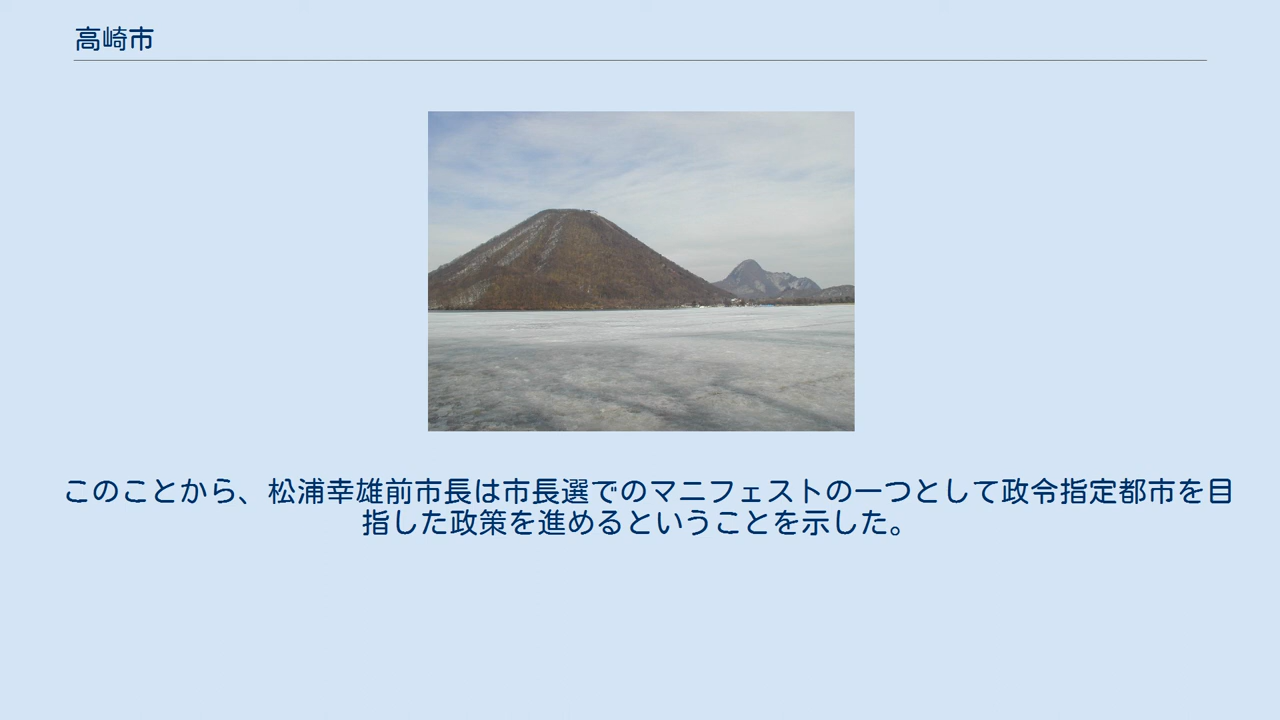 高崎市
このことから、松浦幸雄前市長は市長選でのマニフェストの一つとして政令指定都市を目
指した政策を進めるということを示した。